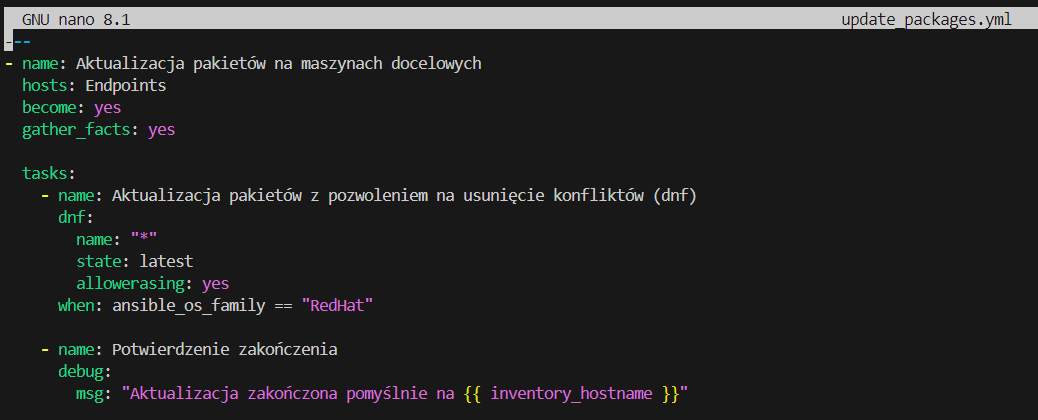 GNU nano 8.1 update_packages.yml
---
- name: Aktualizacja pakietów na maszynach docelowych
  hosts: Endpoints
  become: yes
  gather_facts: yes

  tasks:
    - name: Aktualizacja pakietów z pozwoleniem na usunięcie konfliktów (dnf)
      dnf:
        name: "*"
        state: latest
        allowerasing: yes
      when: ansible_os_family == "RedHat"

    - name: Potwierdzenie zakończenia
      debug:
        msg: "Aktualizacja zakończona pomyślnie na {{ inventory_hostname }}"